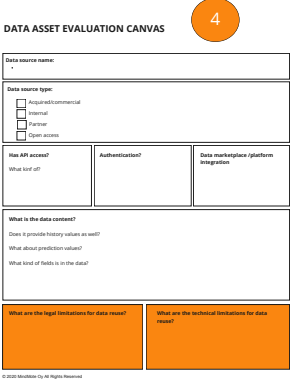 4
DATA ASSET EVALUATION CANVAS
Data source name:
•
Data source type:
Acquired/commercial
Internal
Partner
Open access
Has API access?
What kinf of?
Authentication?
Data marketplace /platform
integration
What is the data content?
Does it provide history values as well?
What about prediction values?
What kind of fields is in the data?
What are the legal limitations for data reuse?
What are the technical limitations for data
reuse?
© 2020 MindMote Oy All Rights Reserved